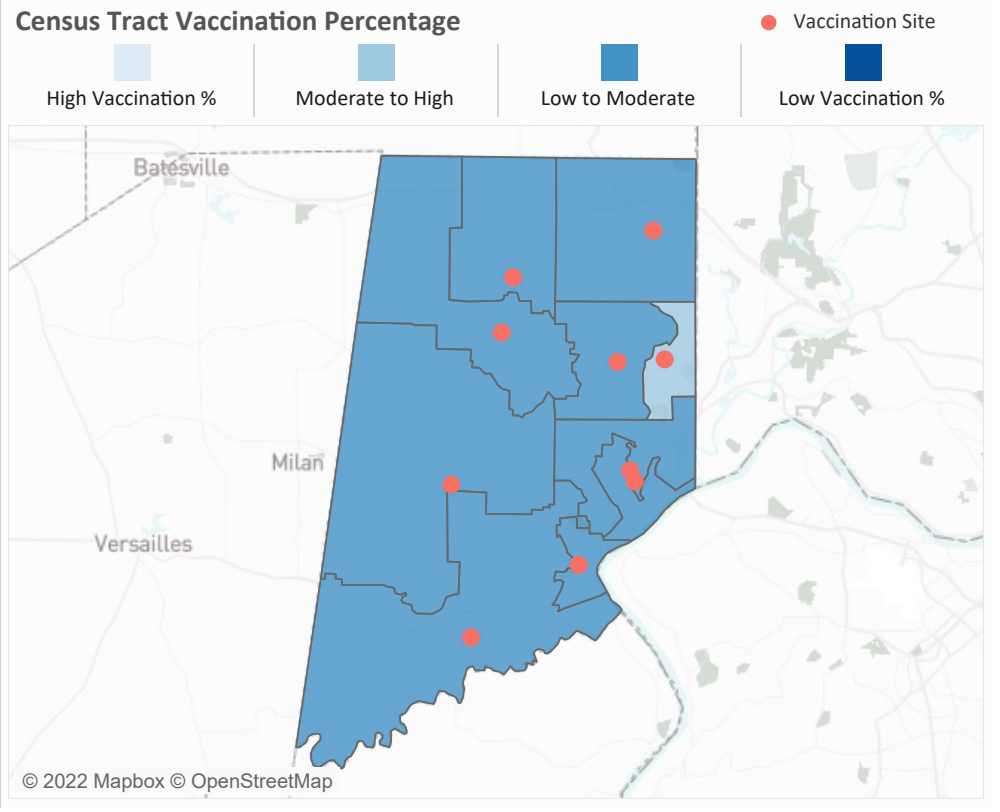 Census Tract Vaccination Percentage
Vaccination Site
High Vaccination %
Moderate to High
Low to Moderate
Low Vaccination %
Batesville
Milan
Versailles
© 2022 Mapbox © OpenStreetMap